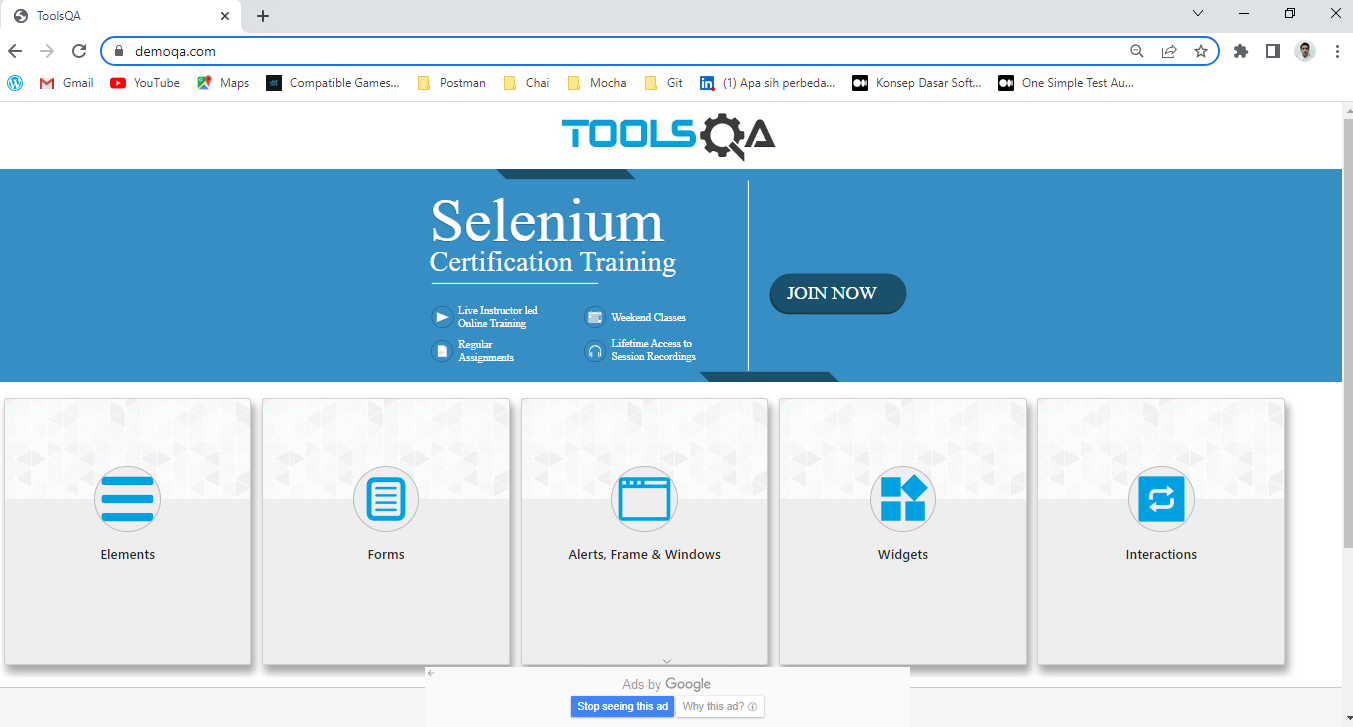 ToolsQA
demoqa.com
Gmail
YouTube
Maps
Compatible Games...
Postman
Chai
Mocha
Git
(1) Apa sih perbeda...
Konsep Dasar Soft...
One Simple Test Au...
TOOLSQA
Selenium
Certification Training
Live Instructor led
Online Training
Weekend Classes
Regular
Assignments
Lifetime Access to
Session Recordings
JOIN NOW
Elements
Forms
Alerts, Frame & Windows
Widgets
Interactions
Ads by Google
Stop seeing this ad
Why this ad?